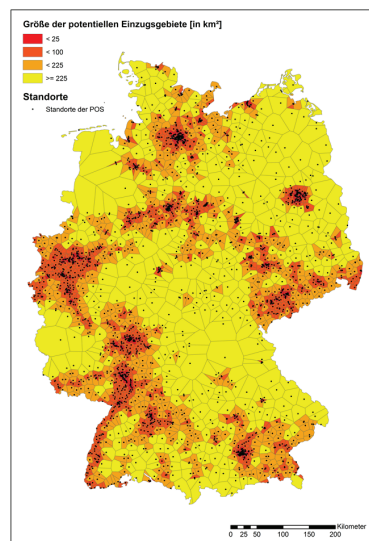 Größe der potentiellen Einzugsgebiete [in km²]
< 25
< 100
< 225
>= 225
Standorte
Standorte der POS
Kilometer
0 25 50 100 150 200